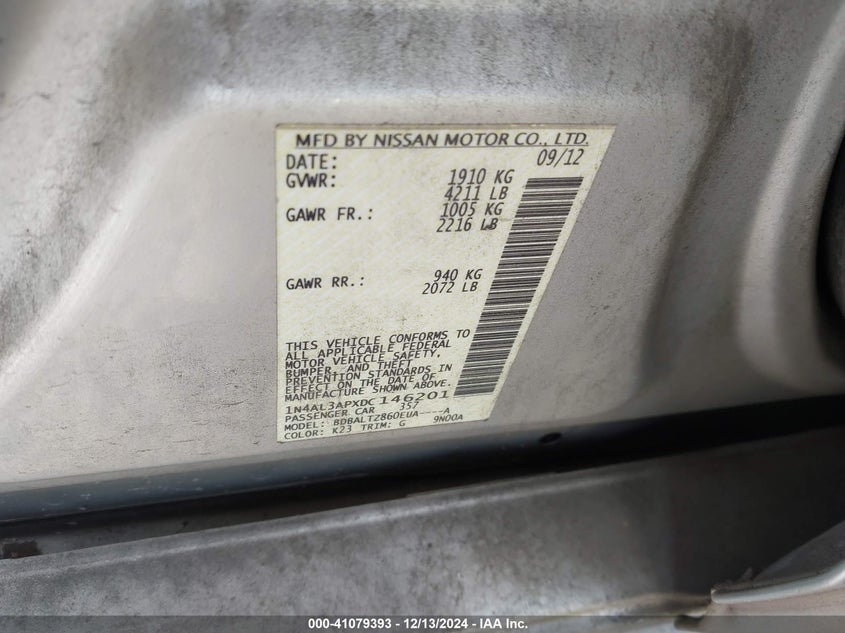 MFD BY NISSAN MOTOR CO., LTD.
DATE: 09/12
GVWR: 1910 KG
4211 LB
GAWR FR.: 1005 KG
2216 LB
GAWR RR.: 940 KG
2072 LB
THIS VEHICLE CONFORMS TO
ALL APPLICABLE FEDERAL
MOTOR VEHICLE SAFETY,
BUMPER, AND THEFT
PREVENTION STANDARDS IN
EFFECT ON THE DATE OF
MANUFACTURE SHOWN ABOVE.
1N4AL3APXDC146201
PASSENGER CAR 357
MODEL: BDBALTZ860EUA----A
COLOR: K23 TRIM: G 9N00A
000-41079393 - 12/13/2024 - IAA Inc.